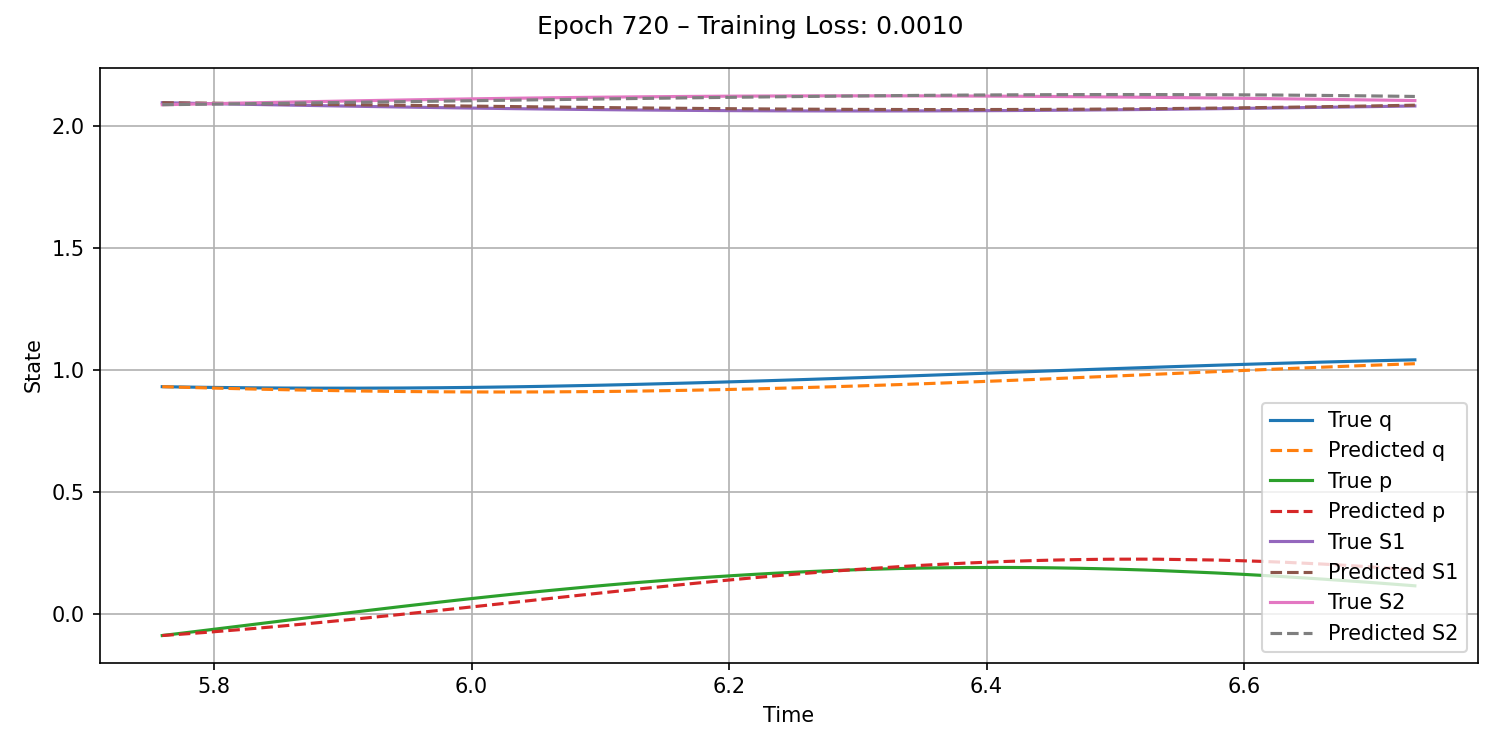 Epoch 720 – Training Loss: 0.0010
State
2.0
1.5
1.0
0.5
0.0
True q
Predicted q
True p
Predicted p
True S1
Predicted S1
True S2
Predicted S2
5.8 6.0 6.2 6.4 6.6
Time